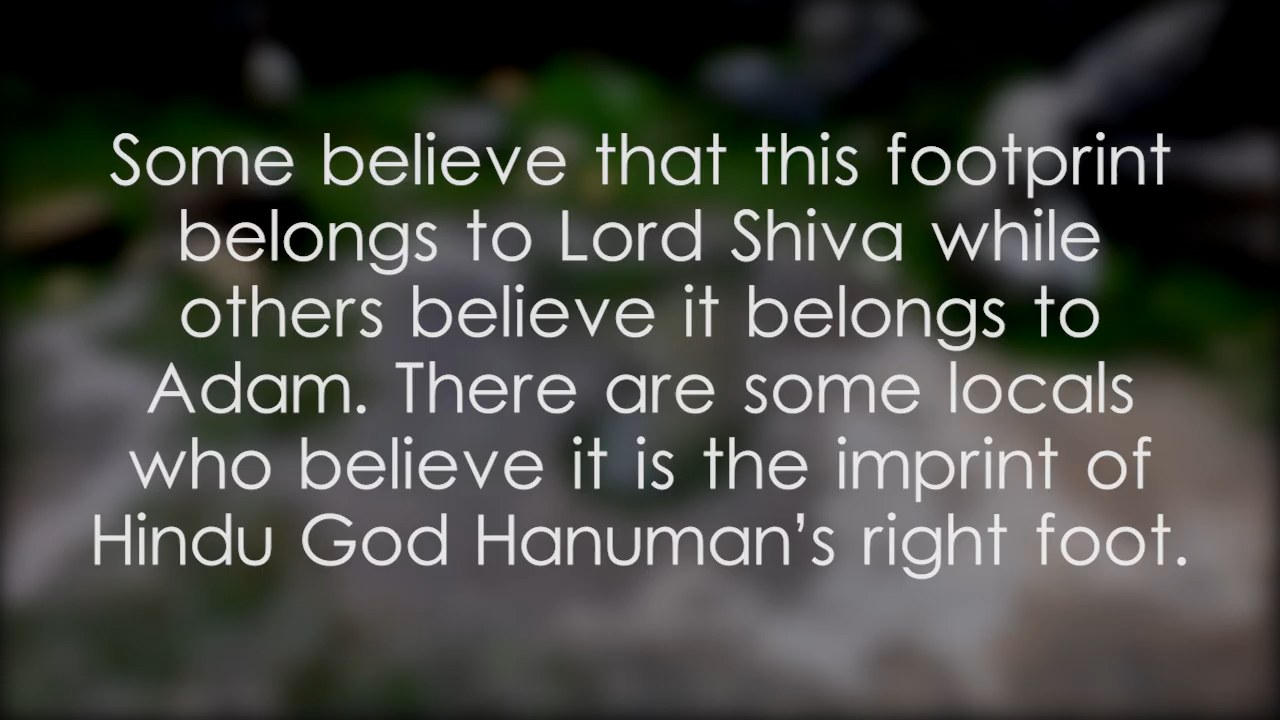 Some believe that this footprint
belongs to Lord Shiva while
others believe it belongs to
Adam. There are some locals
who believe it is the imprint of
Hindu God Hanuman’s right foot.